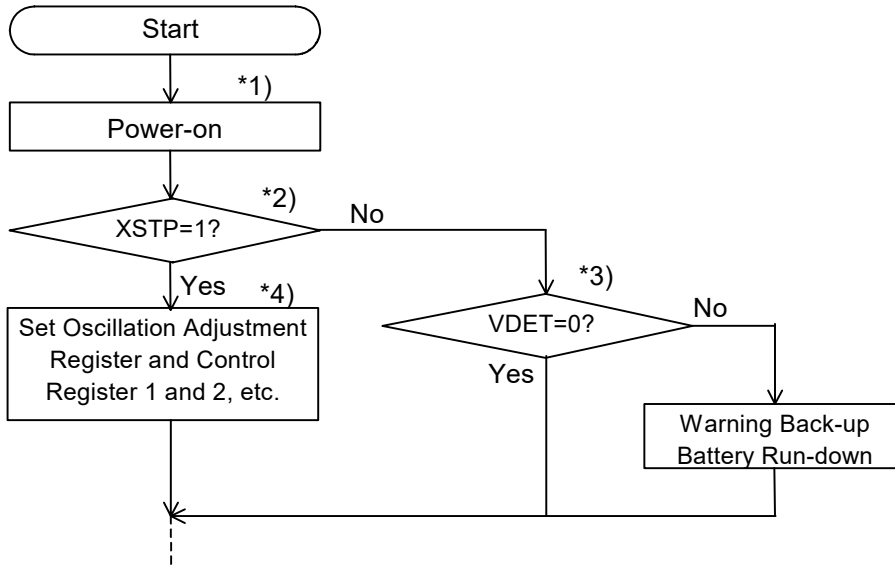 Start
*1)
Power-on
*2)
XSTP=1?
No
Yes
*4)
Set Oscillation Adjustment
Register and Control
Register 1 and 2, etc.
*3)
VDET=0?
No
Yes
Warning Back-up
Battery Run-down